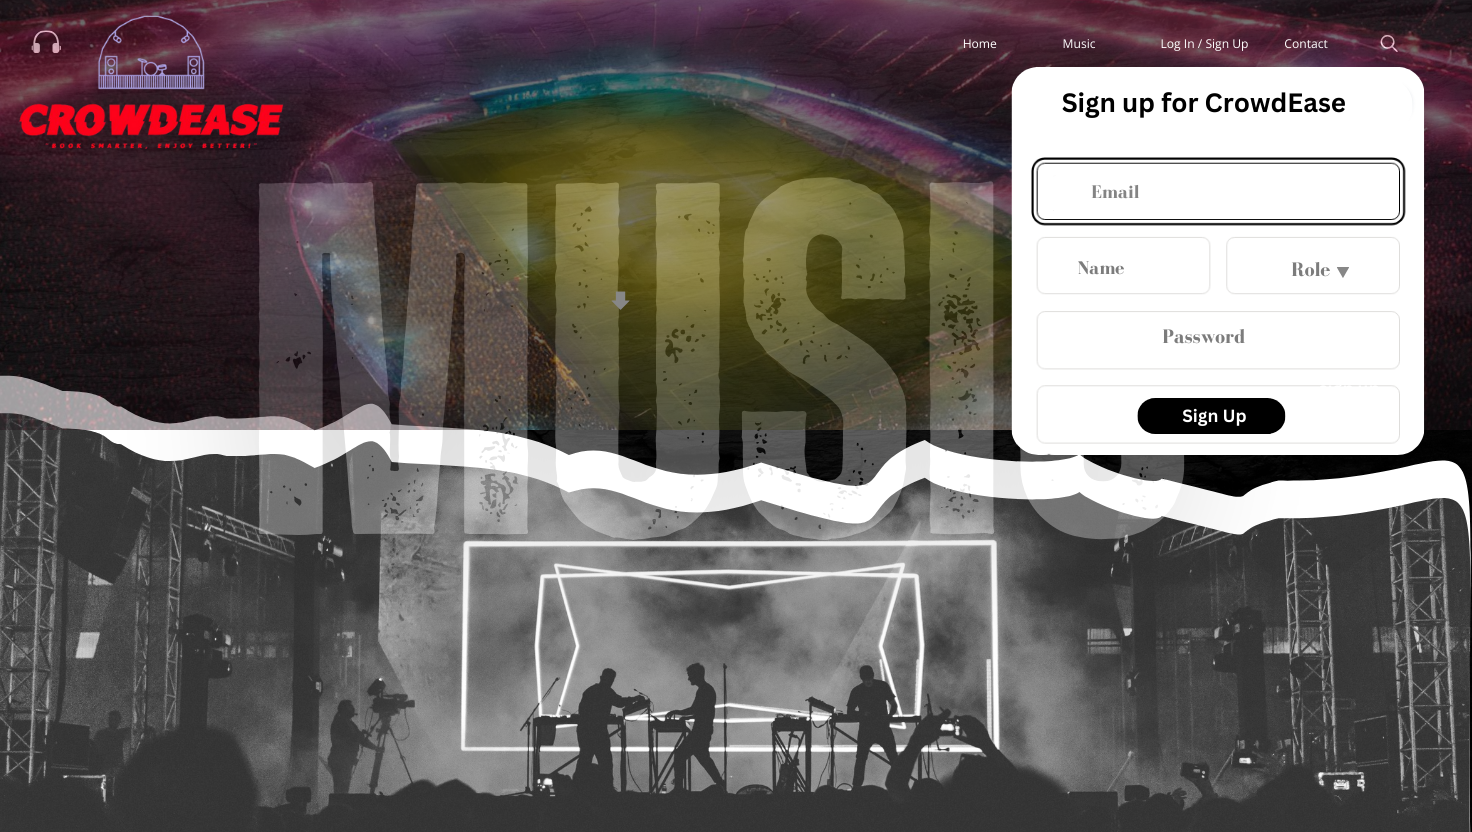 Home
Music
Log In / Sign Up
Contact
CROWDEASE
"BOOK SMARTER, ENJOY BETTER!"
MUSIC
Sign up for CrowdEase
Email
Name
Role ▼
Password
Sign Up